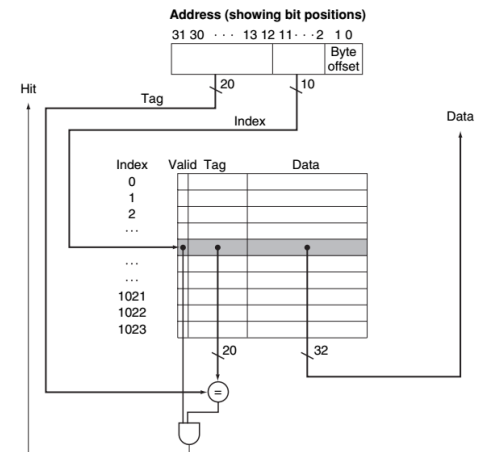 Address (showing bit positions)
31 30 · · · 13 12 11 · · · 2 1 0
Byte
offset
20
10
Hit
Tag
Data
Index
Index Valid Tag Data
0
1
2
· · ·
· · ·
· · ·
1021
1022
1023
20
32
=